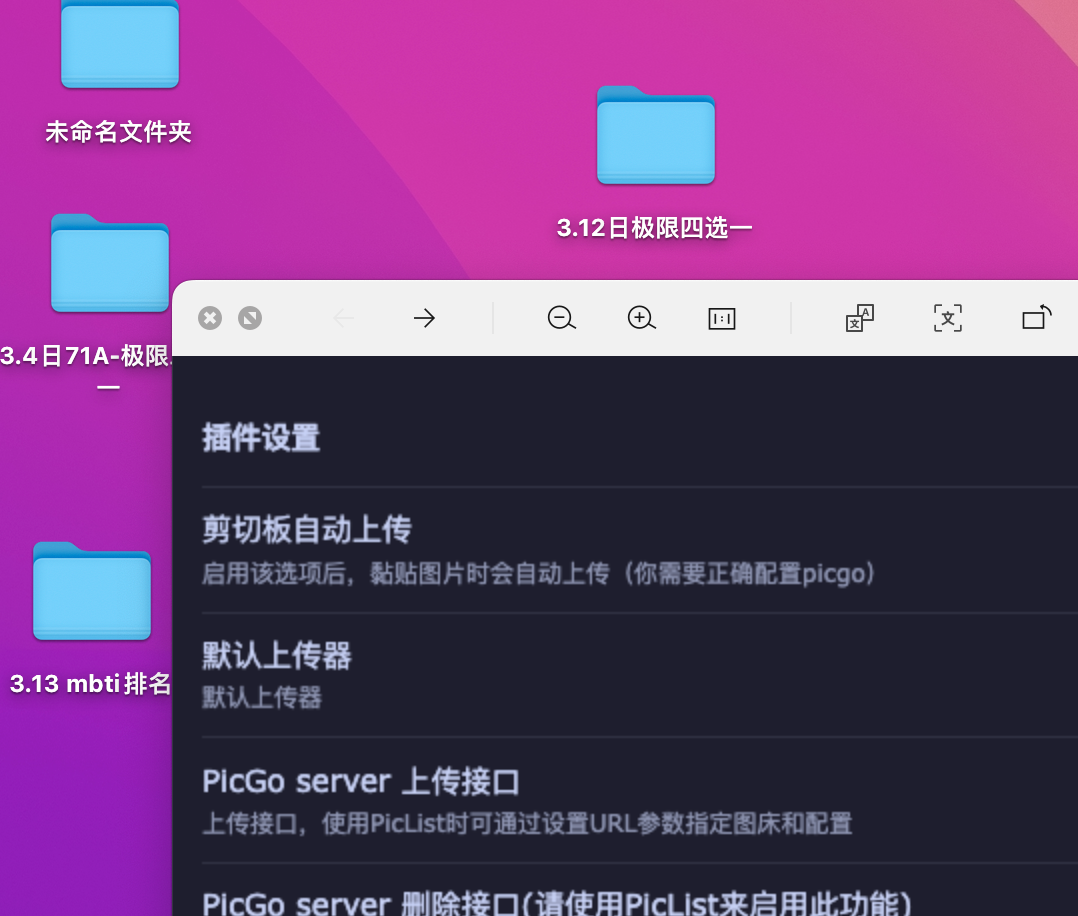 未命名文件夹
3.12日极限四选一
3.4日71A-极限
一
3.13 mbti排名
插件设置
剪切板自动上传
启用该选项后，黏贴图片时会自动上传（你需要正确配置picgo）
默认上传器
默认上传器
PicGo server 上传接口
上传接口，使用PicList时可通过设置URL参数指定图床和配置
PicGo server 删除接口(请使用PicList来启用此功能)